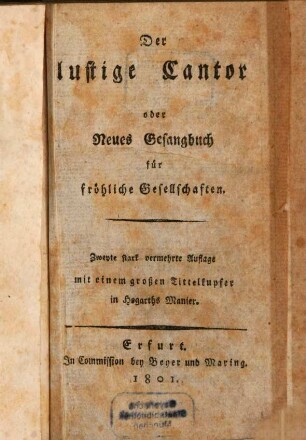 Der
lustige Cantor
oder
Neues Gesangbuch
für
fröhliche Gesellschaften.
Zweyte stark vermehrte Auflage
mit einem großen Tittelkupfer
in Hogarths Manier.
Erfurt.
In Commission bey Beyer und Maring.
1801.